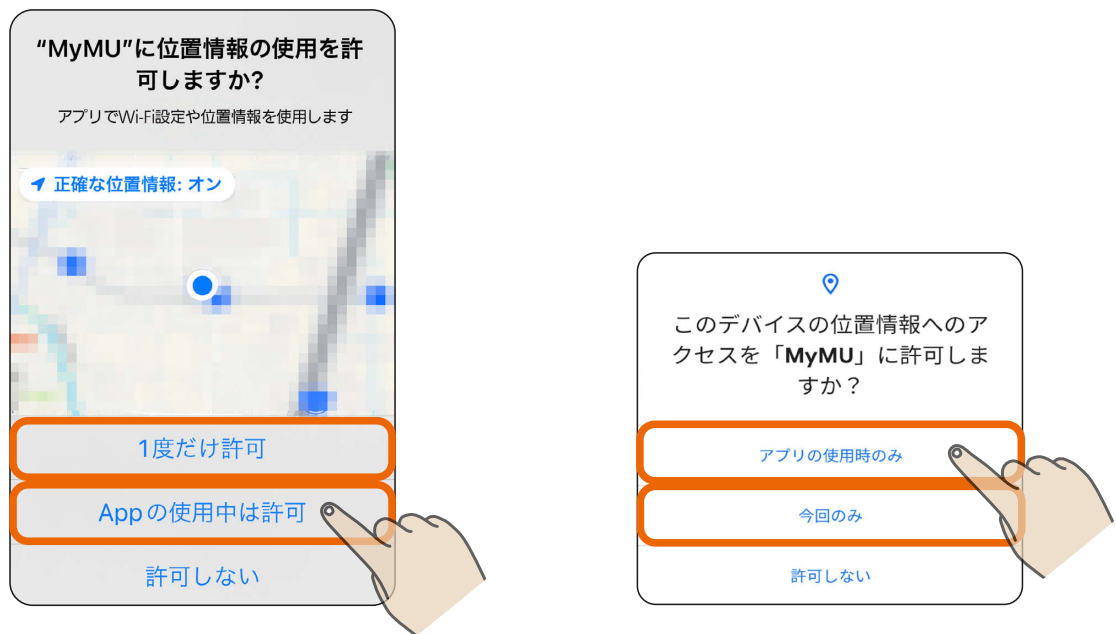 “MyMU”に位置情報の使用を許
可しますか?
アプリでWi-Fi設定や位置情報を使用します
正確な位置情報: オン
1度だけ許可
Appの使用中は許可
許可しない
このデバイスの位置情報へのア
クセスを「MyMU」に許可しま
すか？
アプリの使用時のみ
今回のみ
許可しない